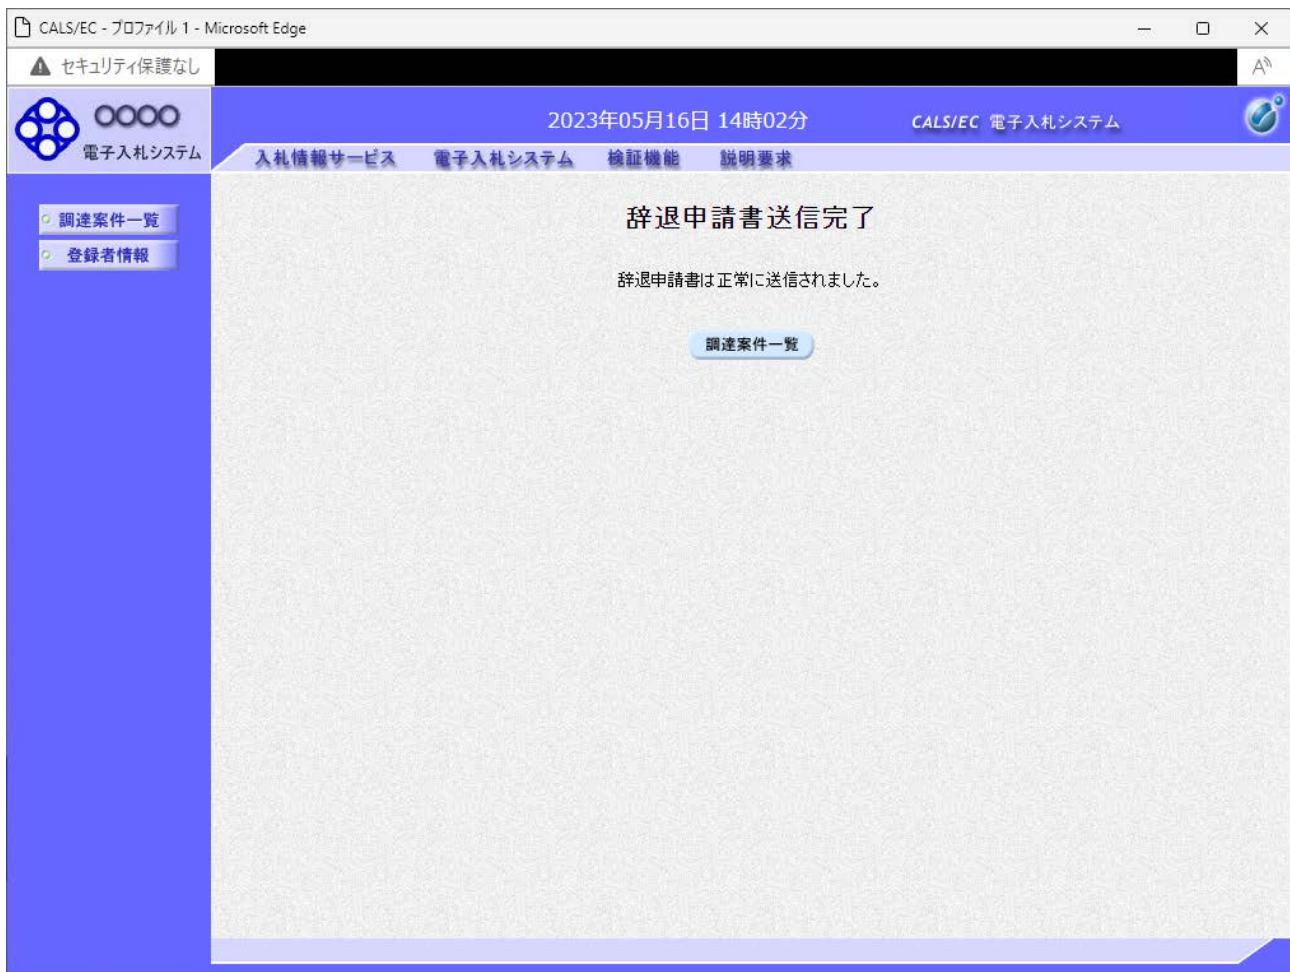 CALS/EC - プロファイル 1 - Microsoft Edge
セキュリティ保護なし
OOOO
電子入札システム
2023年05月16日 14時02分
CALS/EC 電子入札システム
入札情報サービス 電子入札システム 検証機能 説明要求
調達案件一覧
登録者情報
辞退申請書送信完了
辞退申請書は正常に送信されました。
調達案件一覧